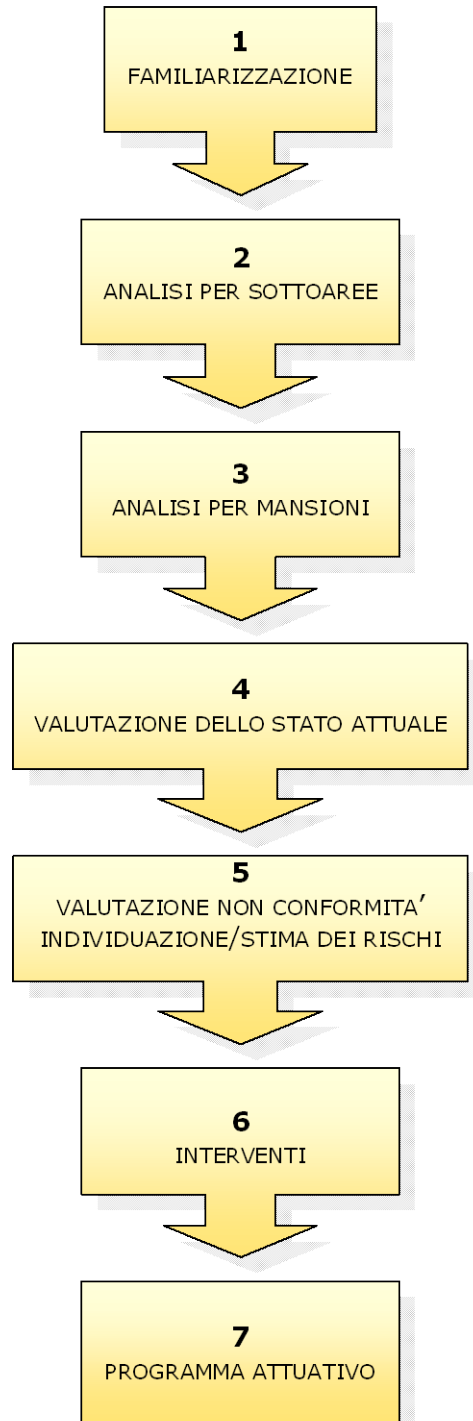 1
FAMILIARIZZAZIONE
2
ANALISI PER SOTTOAREE
3
ANALISI PER MANSIONI
4
VALUTAZIONE DELLO STATO ATTUALE
5
VALUTAZIONE NON CONFORMITA’
INDIVIDUAZIONE/STIMA DEI RISCHI
6
INTERVENTI
7
PROGRAMMA ATTUATIVO